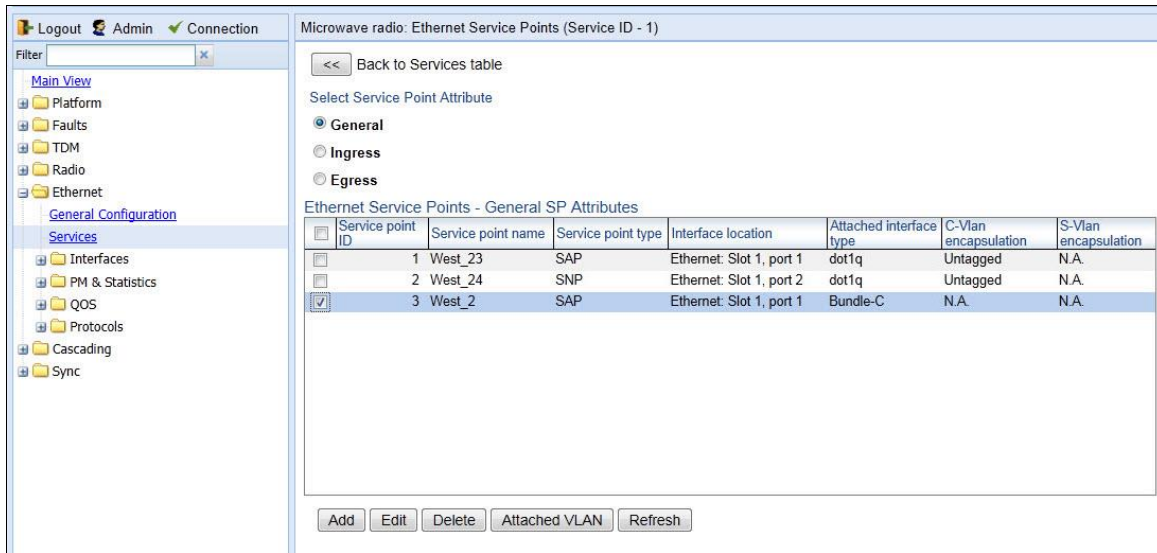 Logout Admin Connection
Filter
Main View
Platform
Faults
TDM
Radio
Ethernet
General Configuration
Services
Interfaces
PM & Statistics
QOS
Protocols
Cascading
Sync
Microwave radio: Ethernet Service Points (Service ID - 1)
<< Back to Services table
Select Service Point Attribute
General
Ingress
Egress
Ethernet Service Points - General SP Attributes
Service point ID Service point name Service point type Interface location Attached interface type C-Vlan encapsulation S-Vlan encapsulation
1 West_23 SAP Ethernet: Slot 1, port 1 dot1q Untagged N.A.
2 West_24 SNP Ethernet: Slot 1, port 2 dot1q Untagged N.A.
3 West_2 SAP Ethernet: Slot 1, port 1 Bundle-C N.A. N.A.
Add Edit Delete Attached VLAN Refresh